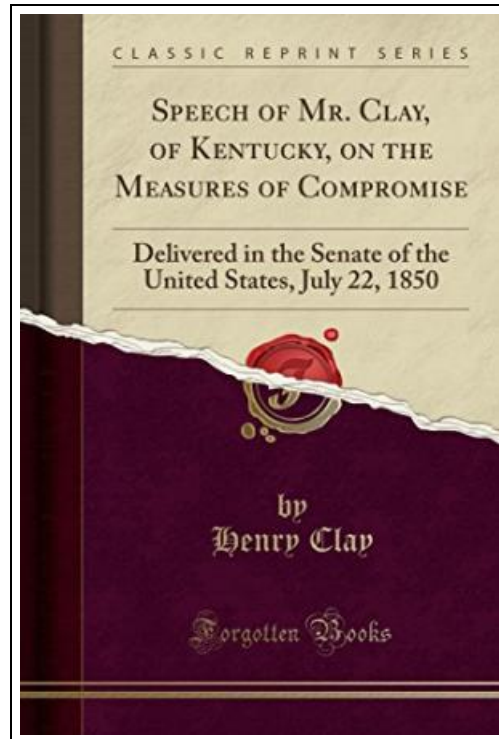 CLASSIC REPRINT SERIES
SPEECH OF MR. CLAY,
OF KENTUCKY, ON THE
MEASURES OF COMPROMISE
Delivered in the Senate of the
United States, July 22, 1850
by
Henry Clay
Forgotten Books